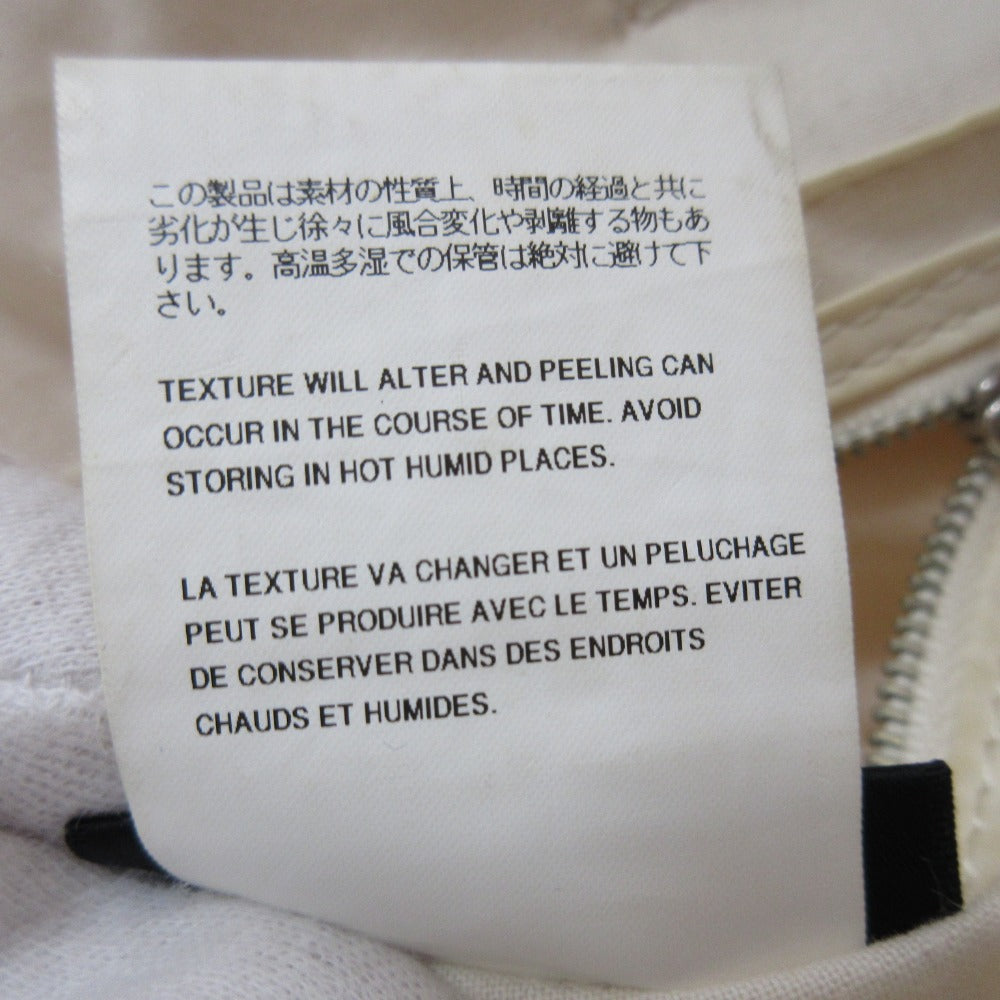 この製品は素材の性質上、時間の経過と共に
劣化が生じ徐々に風合変化や剥離する物もあ
ります。高温多湿での保管は絶対に避けて下
さい。
TEXTURE WILL ALTER AND PEELING CAN
OCCUR IN THE COURSE OF TIME. AVOID
STORING IN HOT HUMID PLACES.
LA TEXTURE VA CHANGER ET UN PELUCHAGE
PEUT SE PRODUIRE AVEC LE TEMPS. EVITER
DE CONSERVER DANS DES ENDROITS
CHAUDS ET HUMIDES.